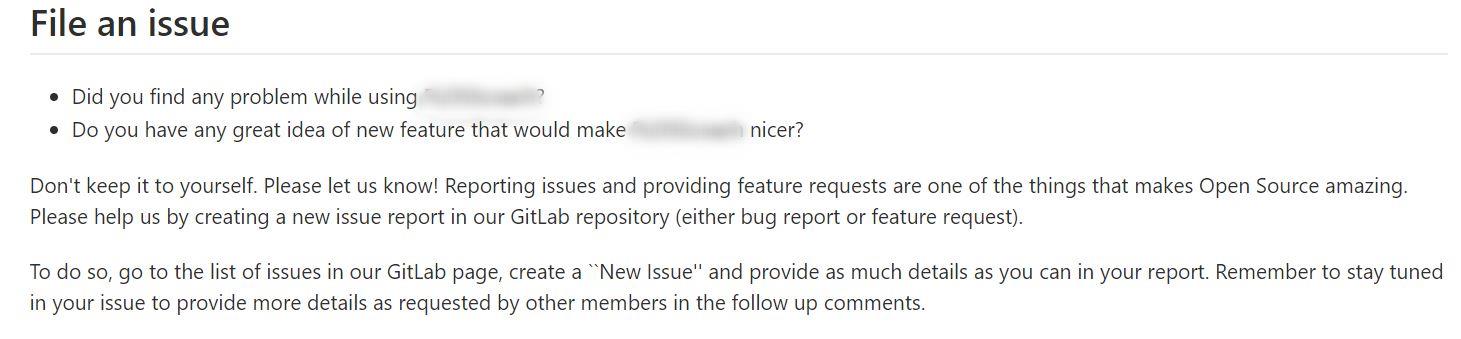 File an issue
Did you find any problem while using ?
Do you have any great idea of new feature that would make nicer?
Don't keep it to yourself. Please let us know! Reporting issues and providing feature requests are one of the things that makes Open Source amazing.
Please help us by creating a new issue report in our GitLab repository (either bug report or feature request).
To do so, go to the list of issues in our GitLab page, create a ``New Issue'' and provide as much details as you can in your report. Remember to stay tuned
in your issue to provide more details as requested by other members in the follow up comments.